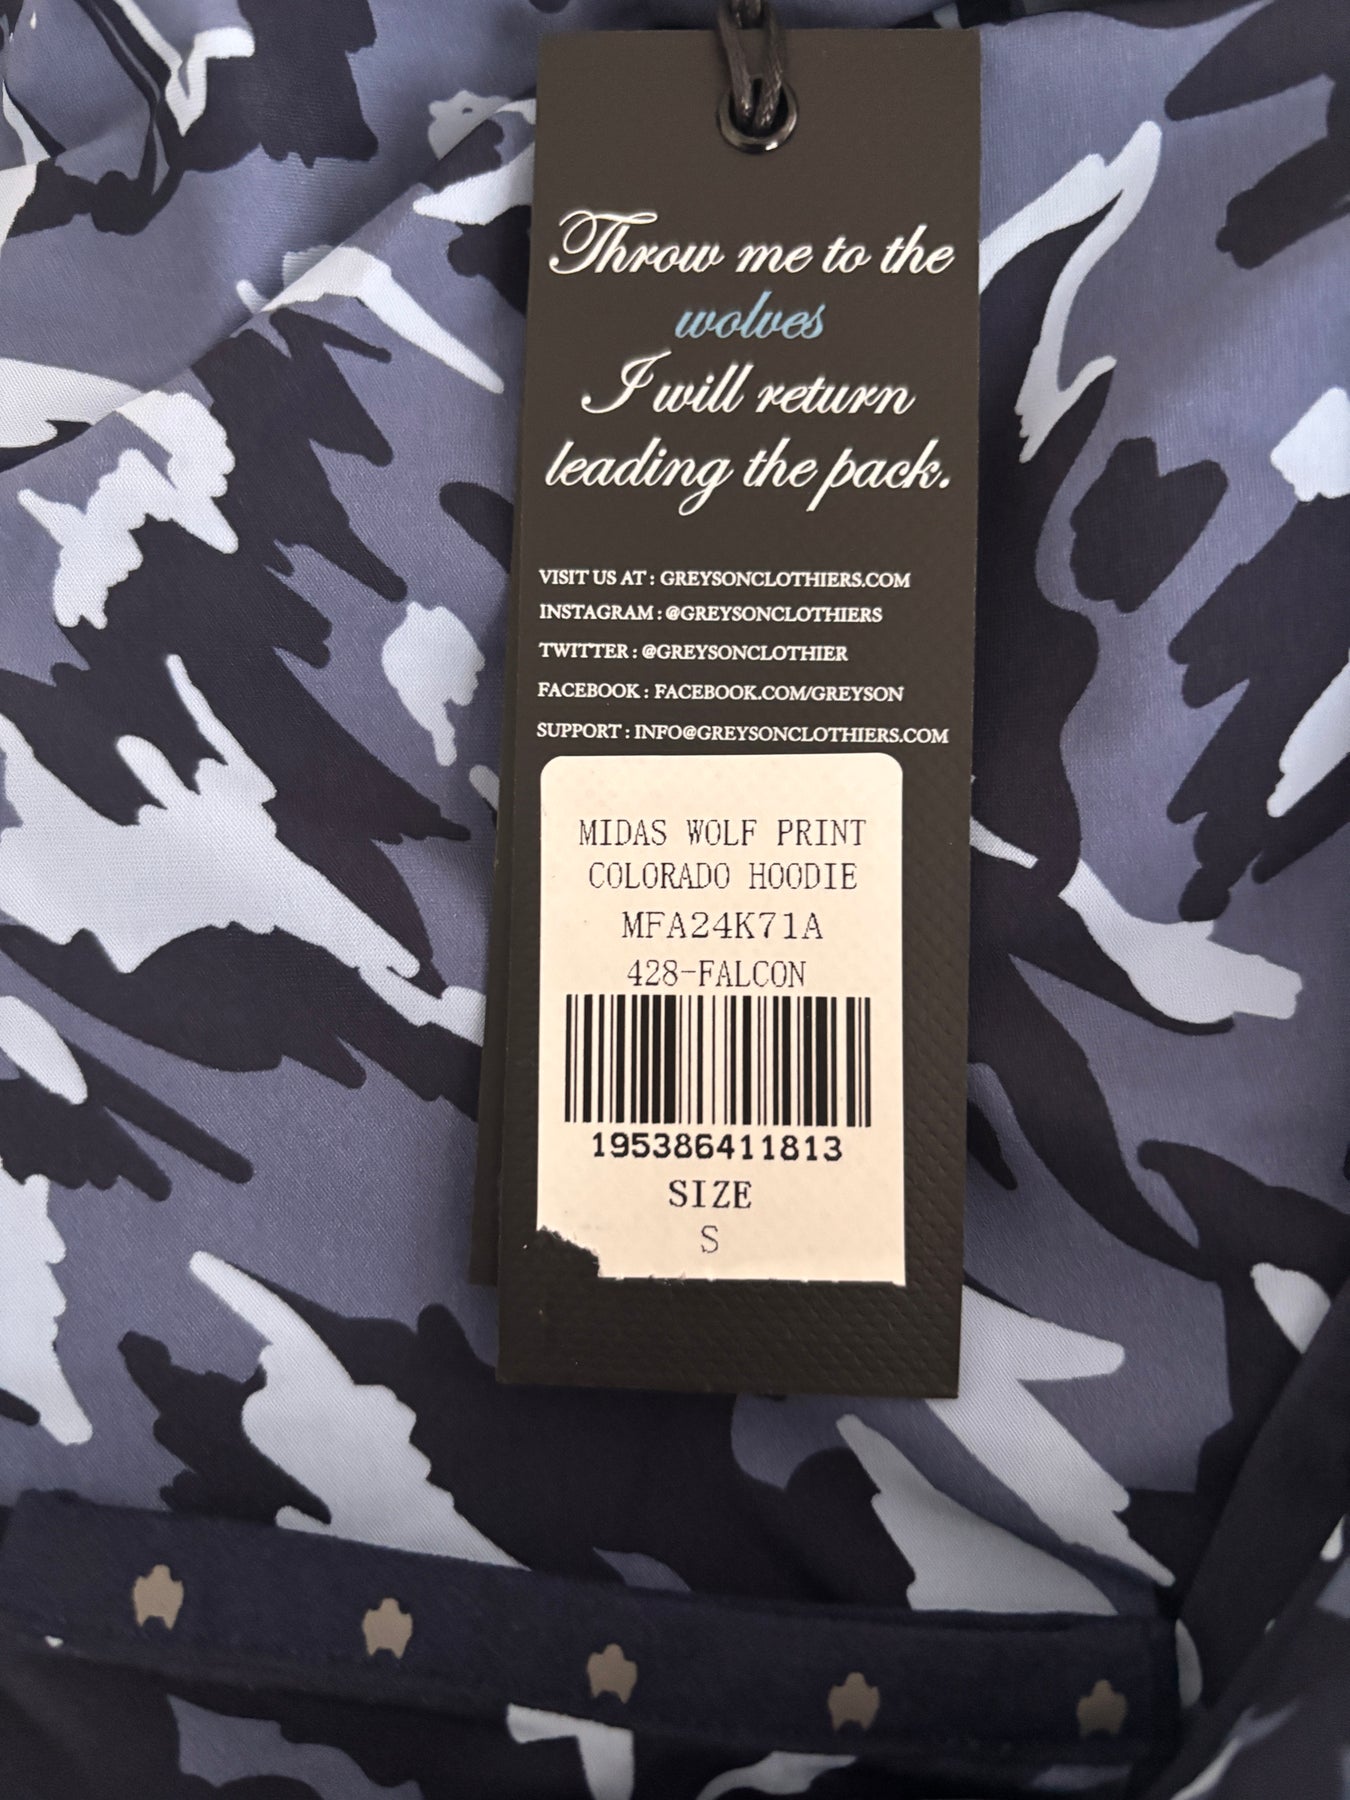 Throw me to the
wolves
I will return
leading the pack.
VISIT US AT : GREYSONCLOTHIERS.COM
INSTAGRAM : @GREYSONCLOTHIERS
TWITTER : @GREYSONCLOTHIER
FACEBOOK : FACEBOOK.COM/GREYSON
SUPPORT : INFO@GREYSONCLOTHIERS.COM
MIDAS WOLF PRINT
COLORADO HOODIE
MFA24K71A
428-FALCON
195386411813
SIZE
S